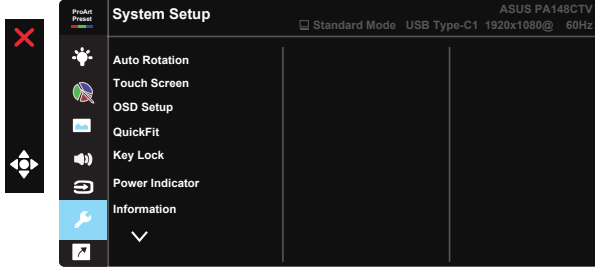 ProArt
Preset
System Setup
ASUS PA148CTV
Standard Mode USB Type-C1 1920x1080@ 60Hz
Auto Rotation
Touch Screen
OSD Setup
QuickFit
Key Lock
Power Indicator
Information